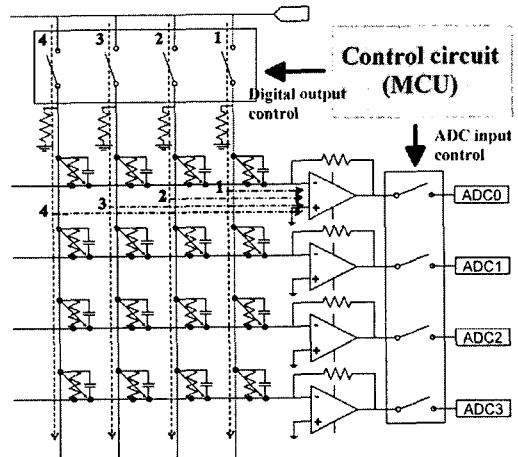 4 3 2 1
Control circuit
(MCU)
Digital output
control
ADC input
control
1
2
3
4
- + ADC0
- + ADC1
- + ADC2
- + ADC3